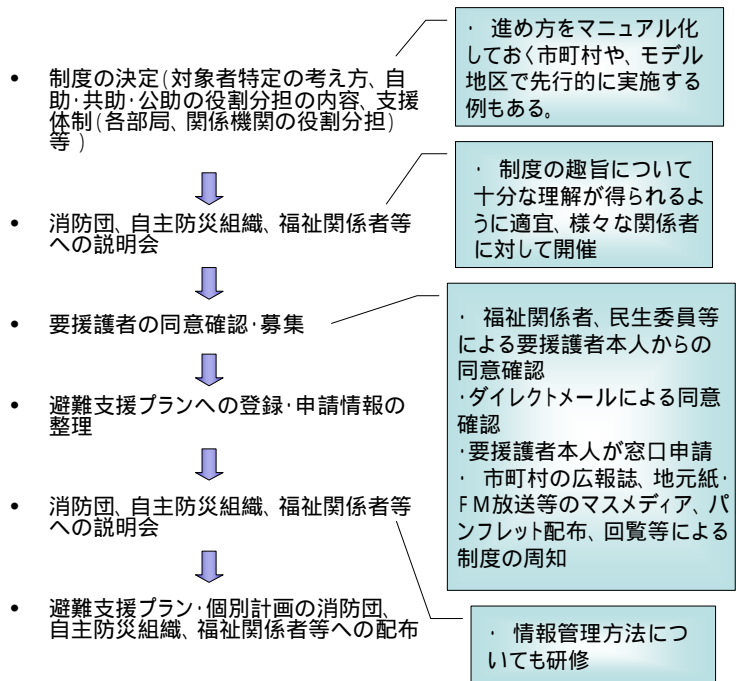 ・ 進め方をマニュアル化
しておく市町村や、モデル
地区で先行的に実施する
例もある。
• 制度の決定(対象者特定の考え方、自
助・共助・公助の役割分担の内容、支援
体制(各部局、関係機関の役割分担)
等 )
・ 制度の趣旨について
十分な理解が得られるよ
うに適宜、様々な関係者
に対して開催
• 消防団、自主防災組織、福祉関係者等
への説明会
• 要援護者の同意確認・募集
・ 福祉関係者、民生委員等
による要援護者本人からの
同意確認
・ダイレクトメールによる同意
確認
・要援護者本人が窓口申請
・ 市町村の広報誌、地元紙・
FM放送等のマスメディア、パ
ンフレット配布、回覧等による
制度の周知
• 避難支援プランへの登録・申請情報の
整理
• 消防団、自主防災組織、福祉関係者等
への説明会
• 避難支援プラン・個別計画の消防団、
自主防災組織、福祉関係者等への配布
・ 情報管理方法につ
いても研修